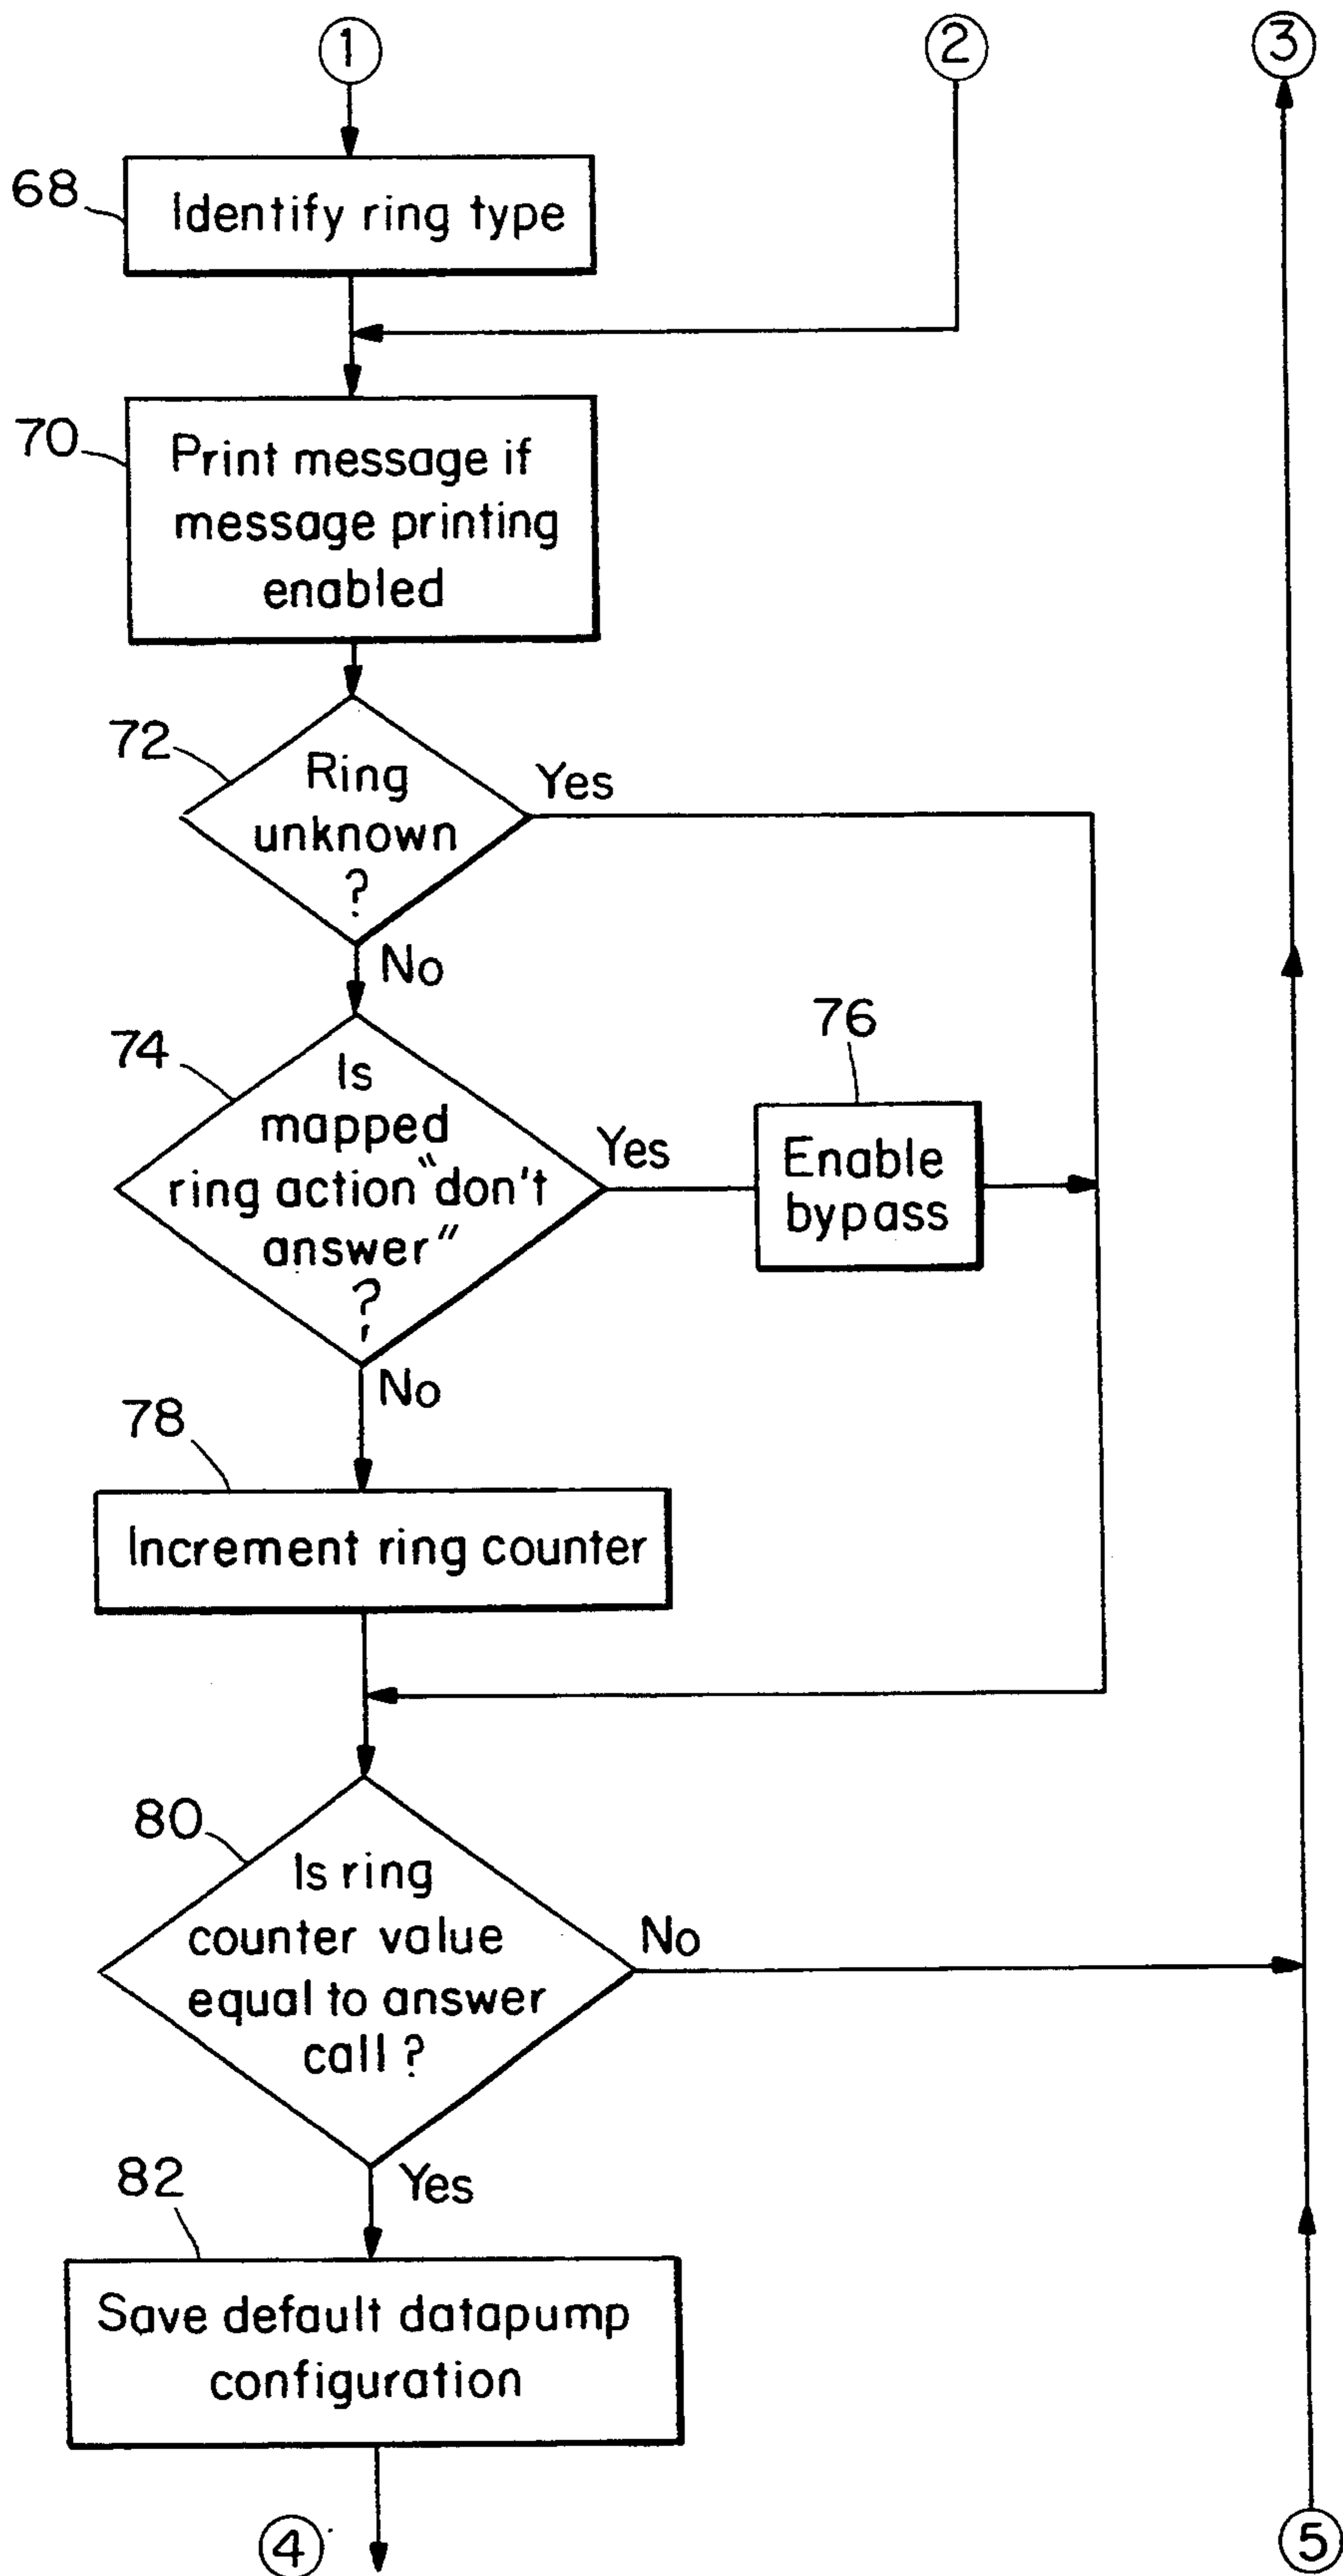 1
2
3
68
Identify ring type
70
Print message if
message printing
enabled
72
Ring
unknown
?
Yes
No
74
Is
mapped
ring action "don't
answer"
?
Yes
76
Enable
bypass
No
78
Increment ring counter
80
Is ring
counter value
equal to answer
call ?
No
Yes
82
Save default datapump
configuration
4
5